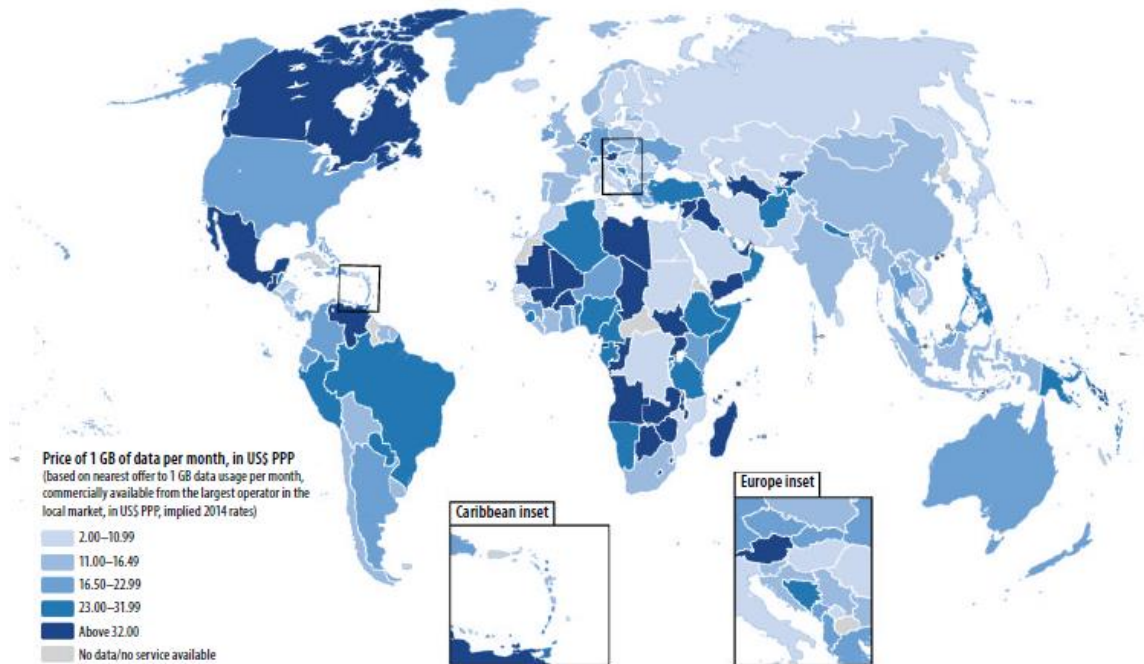 Price of 1 GB of data per month, in US$ PPP
(based on nearest offer to 1 GB data usage per month,
commercially available from the largest operator in the
local market, in US$ PPP, implied 2014 rates)
2.00–10.99
11.00–16.49
16.50–22.99
23.00–31.99
Above 32.00
No data/no service available
Caribbean inset
Europe inset